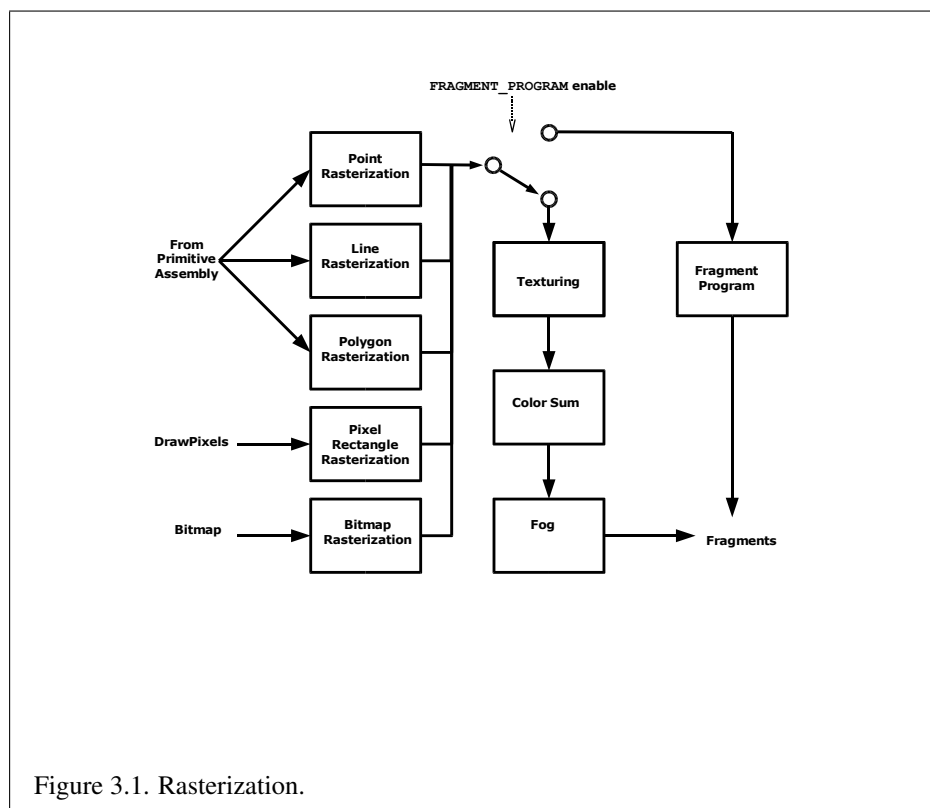 FRAGMENT_PROGRAM enable
Point
Rasterization
From
Primitive
Assembly
Line
Rasterization
Texturing
Fragment
Program
Polygon
Rasterization
Color Sum
DrawPixels
Pixel
Rectangle
Rasterization
Bitmap
Bitmap
Rasterization
Fog
Fragments
Figure 3.1. Rasterization.